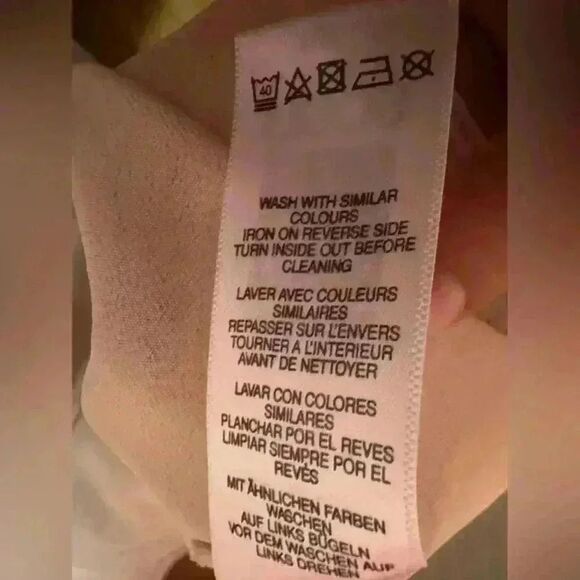 40
WASH WITH SIMILAR
COLOURS
IRON ON REVERSE SIDE
TURN INSIDE OUT BEFORE
CLEANING
LAVER AVEC COULEURS
SIMILAIRES
REPASSER SUR L'ENVERS
TOURNER A L'INTERIEUR
AVANT DE NETTOYER
LAVAR CON COLORES
SIMILARES
PLANCHAR POR EL REVES
LIMPIAR SIEMPRE POR EL
REVÉS
MIT ÄHNLICHEN FARBEN
WASCHEN
AUF LINKS BÜGELN
VOR DEM WASCHEN AUF
LINKS DREHEN